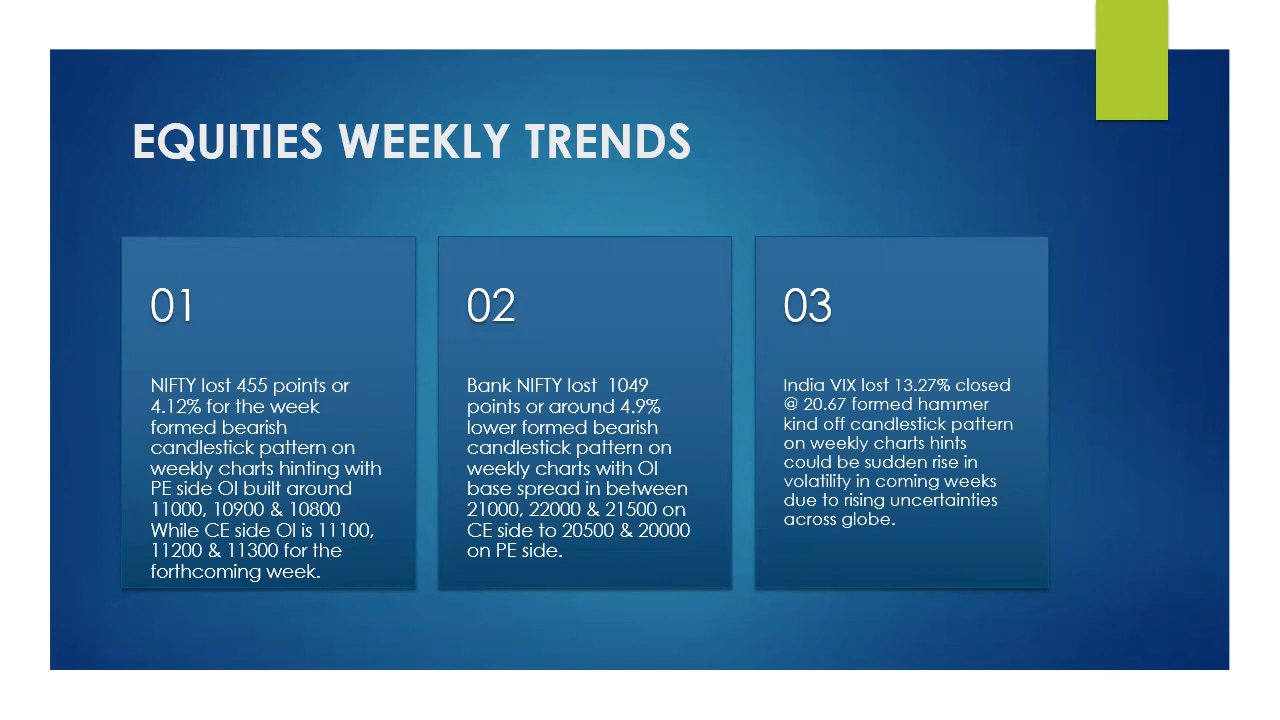 EQUITIES WEEKLY TRENDS
01
NIFTY lost 455 points or
4.12% for the week
formed bearish
candlestick pattern on
weekly charts hinting with
PE side OI built around
11000, 10900 & 10800
While CE side OI is 11100,
11200 & 11300 for the
forthcoming week.
02
Bank NIFTY lost  1049
points or around 4.9%
lower formed bearish
candlestick pattern on
weekly charts with OI
base spread in between
21000, 22000 & 21500 on
CE side to 20500 & 20000
on PE side.
03
India VIX lost 13.27% closed
@ 20.67 formed hammer
kind off candlestick pattern
on weekly charts hints
could be sudden rise in
volatility in coming weeks
due to rising uncertainties
across globe.